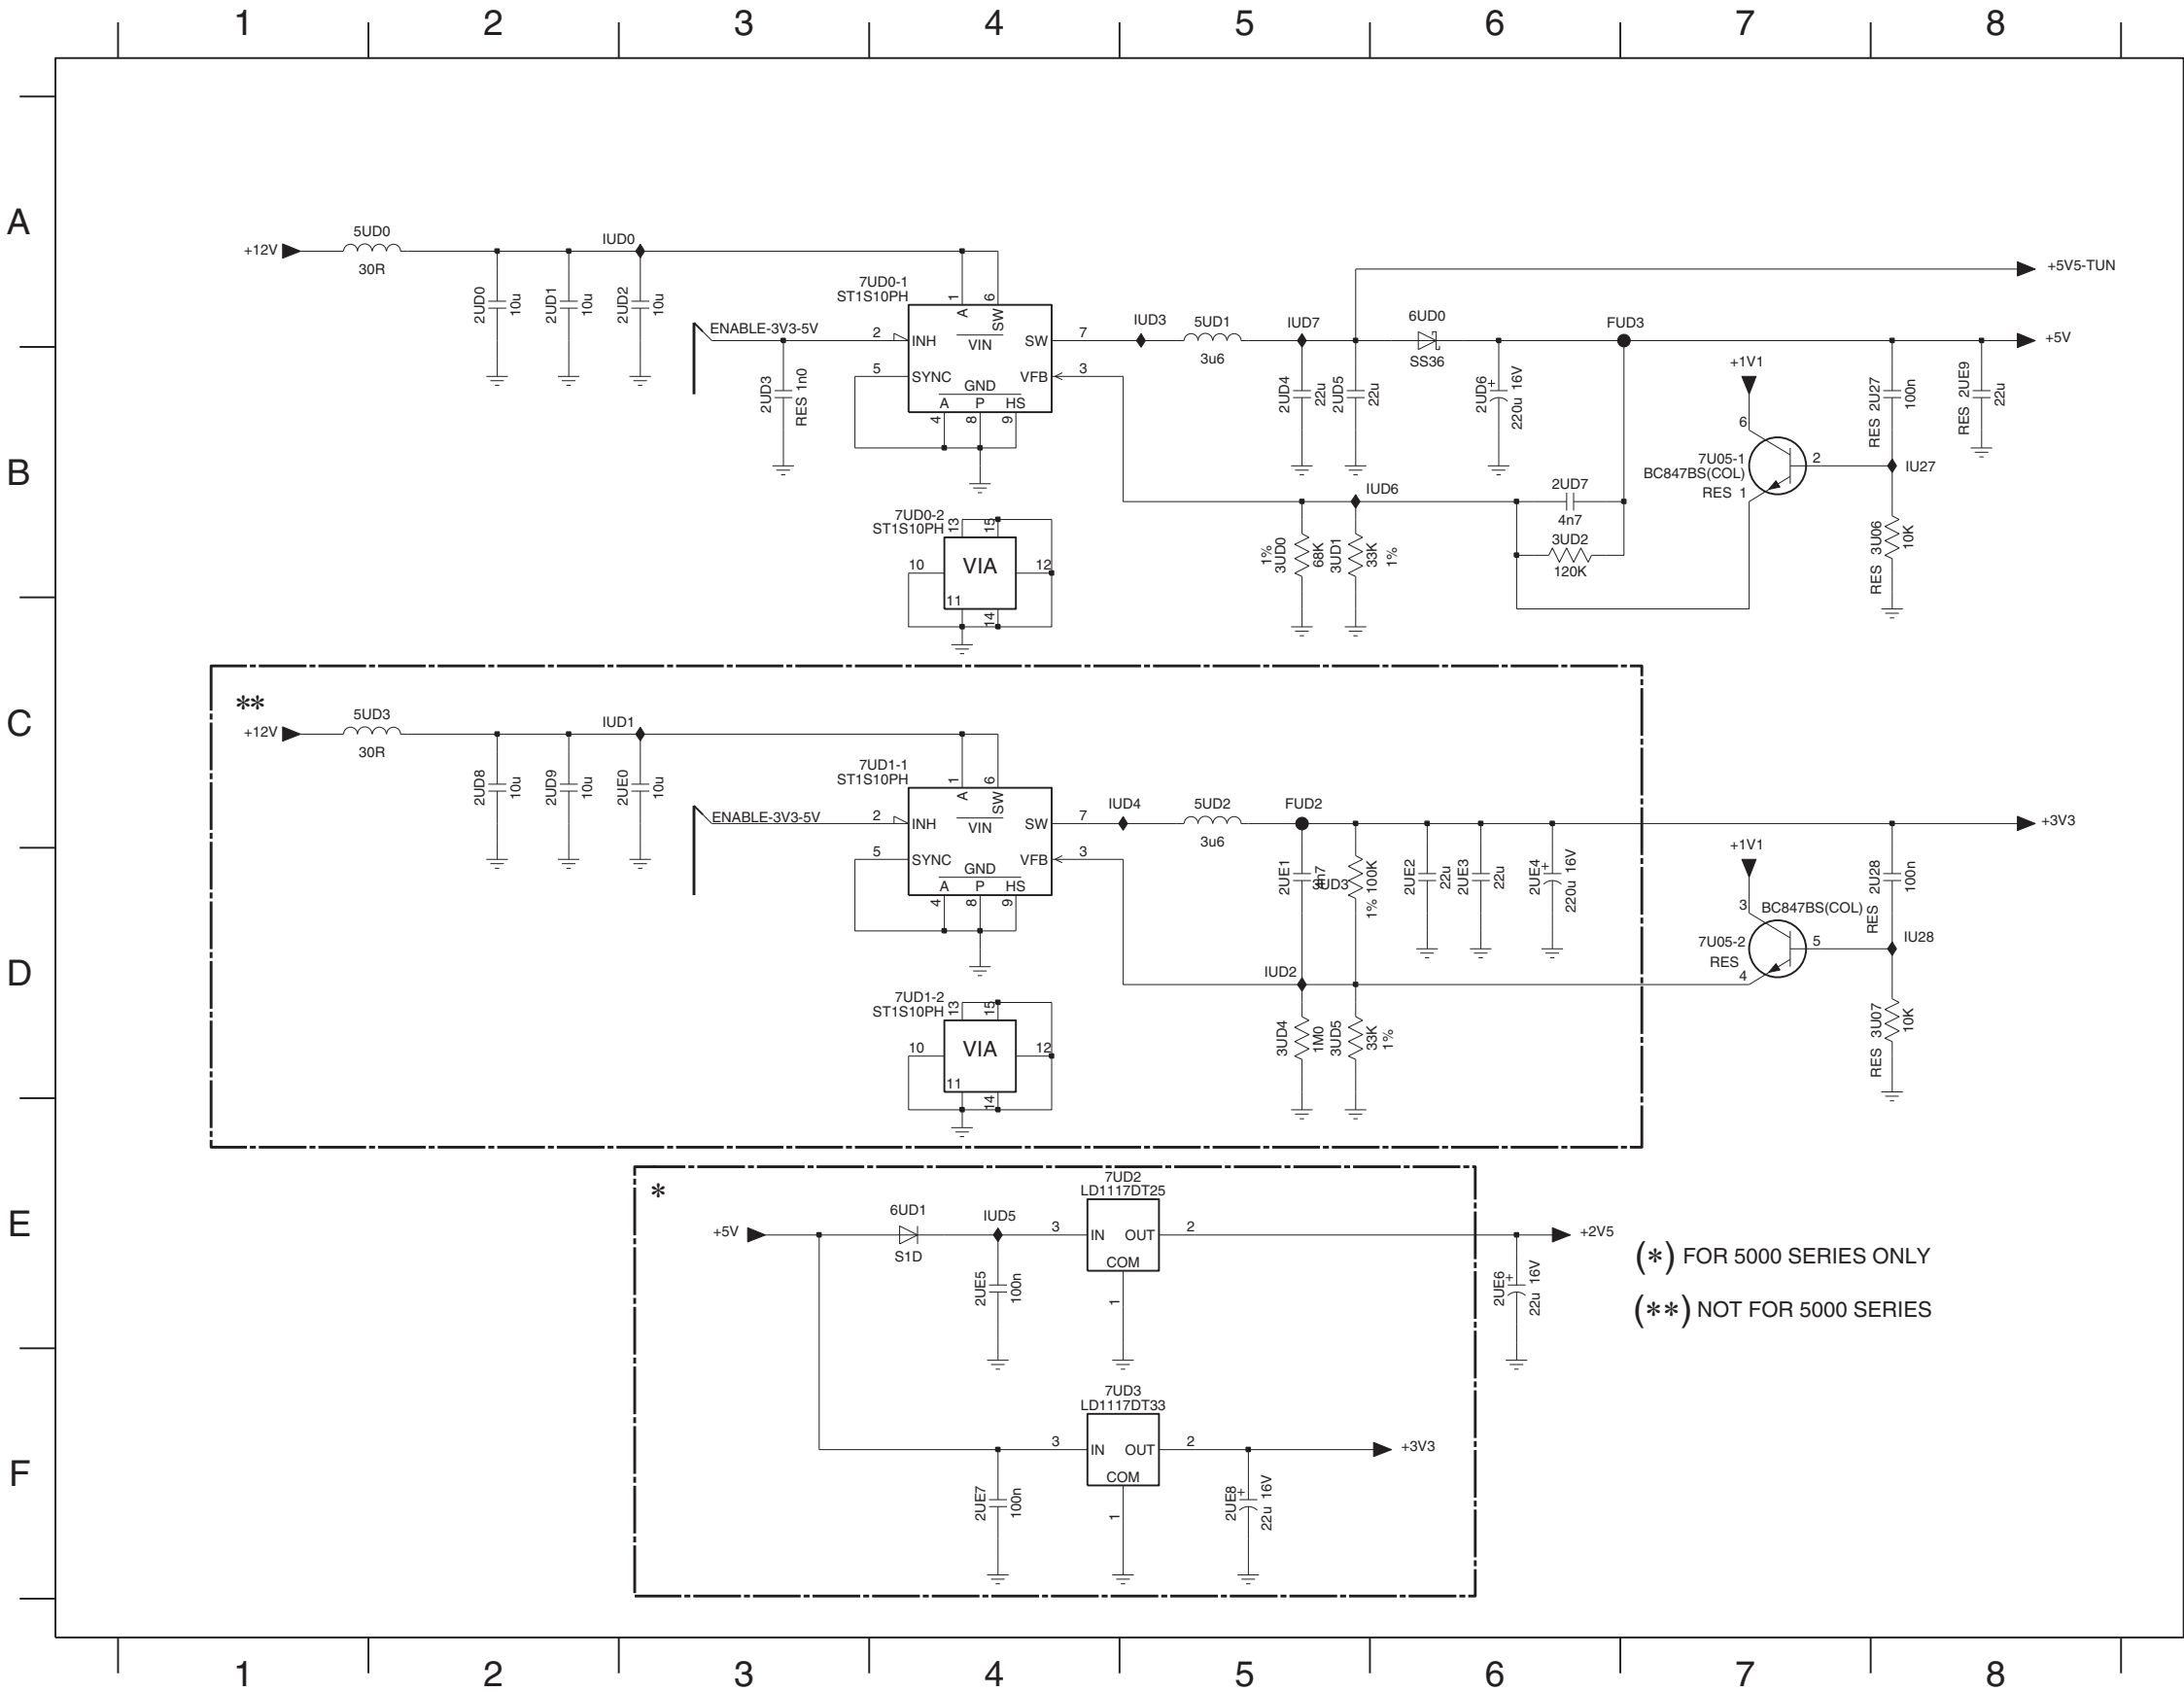 1 2 3 4 5 6 7 8
A
B
C
D
E
F
+12V
5UD0
30R
2UD0
10u
2UD1
10u
IUD0
2UD2
10u
ENABLE-3V3-5V
2UD3
RES 1n0
7UD0-1
ST1S10PH
1
6
A
SW
VIN
2
INH
SW
7
5
SYNC
VFB
3
GND
A P HS
4
8
9
IUD3
5UD1
3u6
IUD7
2UD4
22u
2UD5
22u
6UD0
SS36
2UD6
+
220u 16V
FUD3
+5V5-TUN
+5V
+1V1
6
7U05-1
BC847BS(COL)
RES 1
2
RES 2U27
100n
RES 2UE9
22u
IU27
RES 3U06
10K
IUD6
2UD7
4n7
3UD2
120K
1%
3UD0
68K
3UD1
33K
1%
7UD0-2
ST1S10PH
13
15
10
VIA
12
11
14
**
+12V
5UD3
30R
2UD8
10u
2UD9
10u
IUD1
2UE0
10u
ENABLE-3V3-5V
7UD1-1
ST1S10PH
1
6
A
SW
VIN
2
INH
SW
7
5
SYNC
VFB
3
GND
A P HS
4
8
9
IUD4
5UD2
3u6
FUD2
2UE1
4n7
3UD3
1% 100K
2UE2
22u
2UE3
22u
2UE4
+
220u 16V
+3V3
+1V1
3
BC847BS(COL)
7U05-2
RES
4
5
RES 2U28
100n
IU28
RES 3U07
10K
IUD2
3UD4
1M0
3UD5
33K
1%
7UD1-2
ST1S10PH
13
15
10
VIA
12
11
14
*
+5V
6UD1
S1D
IUD5
2UE5
100n
7UD2
LD1117DT25
3
IN OUT
2
COM
1
+2V5
2UE6
+
22u 16V
(*) FOR 5000 SERIES ONLY
(**) NOT FOR 5000 SERIES
7UD3
LD1117DT33
3
IN OUT
2
COM
1
+3V3
2UE7
100n
2UE8
+
22u 16V
1 2 3 4 5 6 7 8